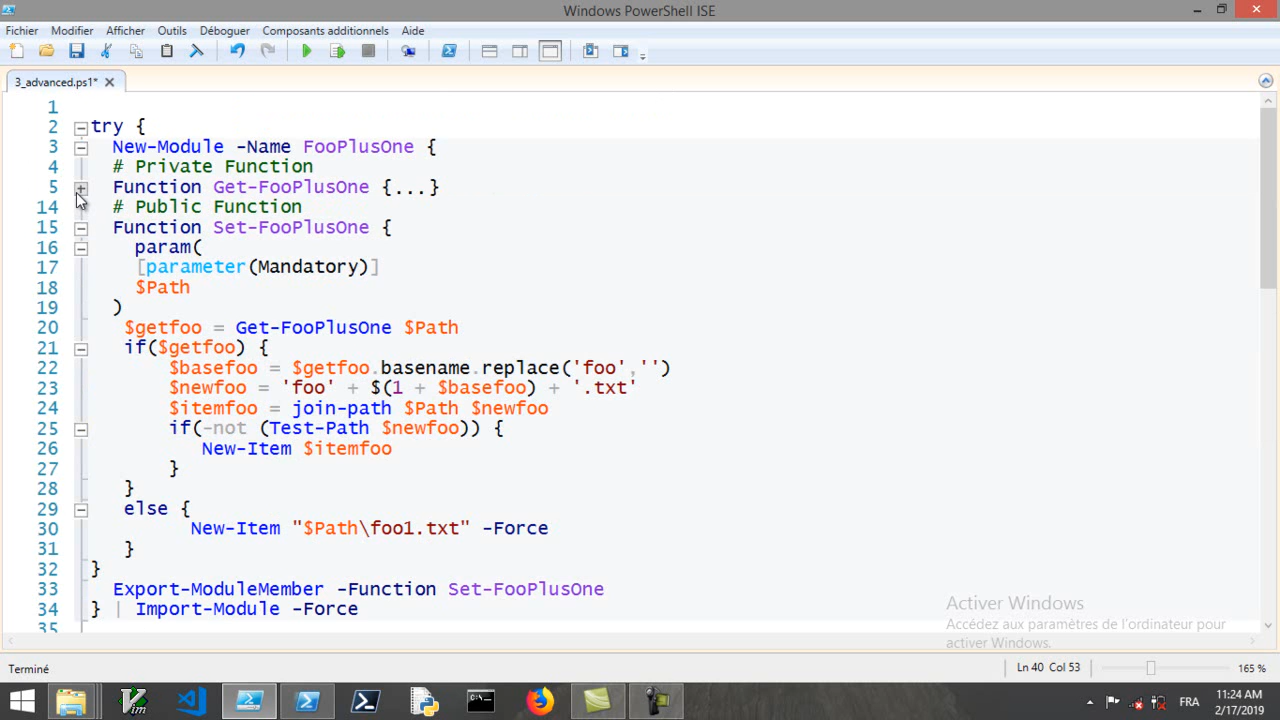 Windows PowerShell ISE
Fichier Modifier Afficher Outils Déboguer Composants additionnels Aide
3_advanced.ps1*
1
2 try {
3 New-Module -Name FooPlusOne {
4 # Private Function
5 Function Get-FooPlusOne {...}
14 # Public Function
15 Function Set-FooPlusOne {
16 param(
17 [parameter(Mandatory)]
18 $Path
19 )
20 $getfoo = Get-FooPlusOne $Path
21 if($getfoo) {
22 $basefoo = $getfoo.basename.replace('foo','')
23 $newfoo = 'foo' + $(1 + $basefoo) + '.txt'
24 $itemfoo = join-path $Path $newfoo
25 if(-not (Test-Path $newfoo)) {
26 New-Item $itemfoo
27 }
28 }
29 else {
30 New-Item "$Path\foo1.txt" -Force
31 }
32 }
33 Export-ModuleMember -Function Set-FooPlusOne
34 } | Import-Module -Force
35
Activer Windows
Accédez aux paramètres de l'ordinateur pour
activer Windows.
Terminé Ln 40 Col 53 165 %
FR 11:24 AM
2/17/2019